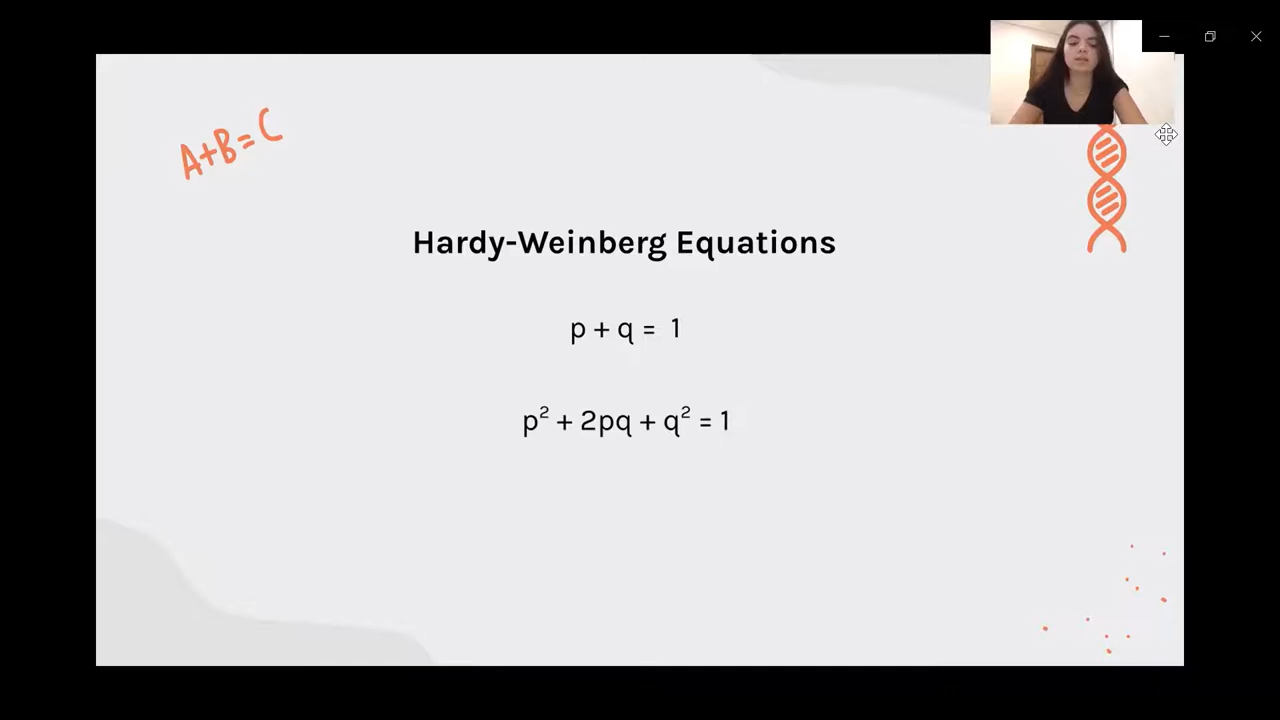 A+B=C
Hardy-Weinberg Equations
p + q = 1
p² + 2pq + q² = 1